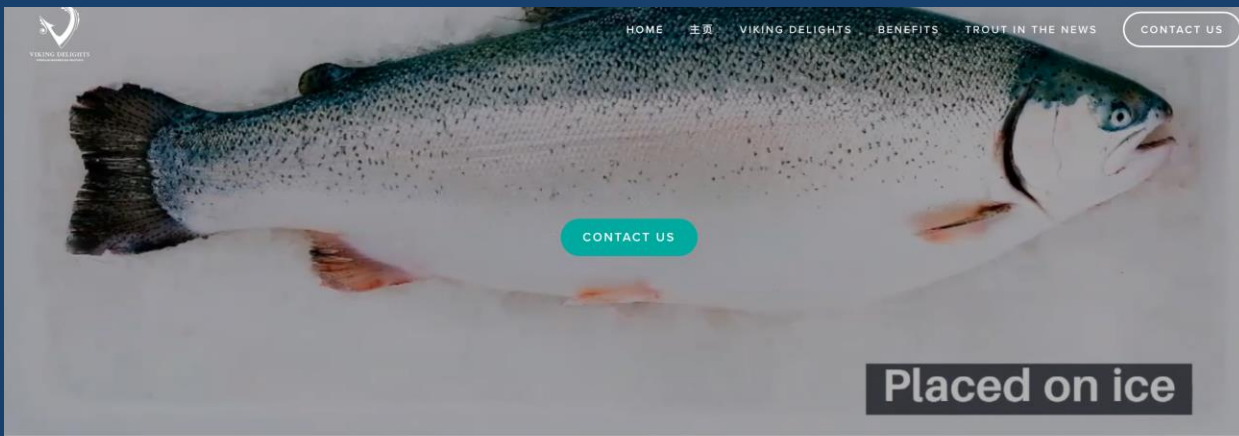 VIKING DELIGHTS
HOME 主页 VIKING DELIGHTS BENEFITS TROUT IN THE NEWS CONTACT US
CONTACT US
Placed on ice